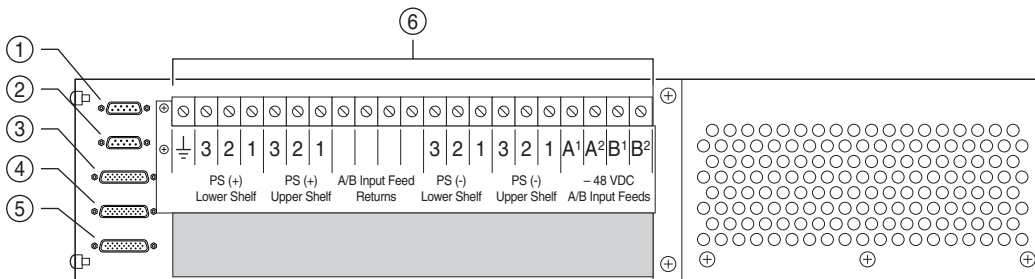 6
1
2
3
4
5
3 2 1 3 2 1 3 2 1 3 2 1 A1 A2 B1 B2
PS (+) PS (+) A/B Input Feed PS (-) PS (-) – 48 VDC
Lower Shelf Upper Shelf Returns Lower Shelf Upper Shelf A/B Input Feeds